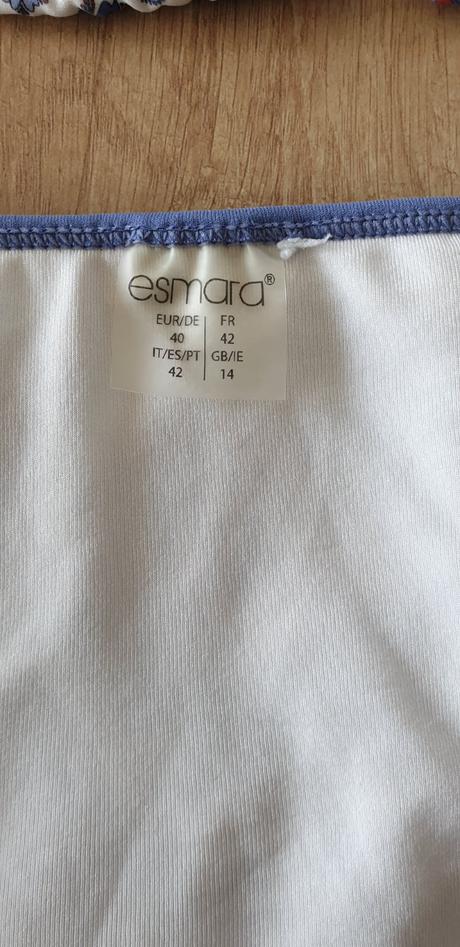 esmara®
EUR/DE FR
40 42
IT/ES/PT GB/IE
42 14